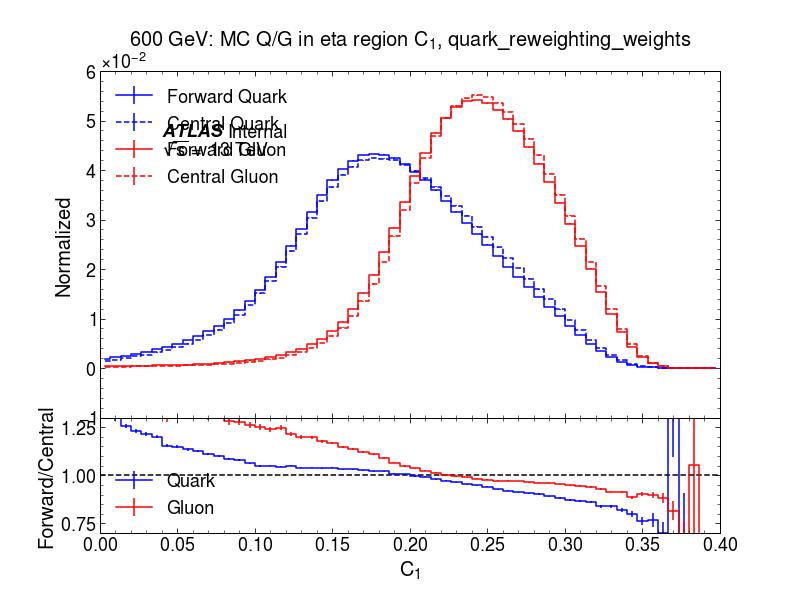 600 GeV: MC Q/G in eta region C₁, quark_reweighting_weights
×10⁻²
6
5
4
3
2
1
0
−1
Normalized
Forward Quark
Central Quark
ATLAS Internal
√s = 13 TeV
Forward Gluon
Central Gluon
1.25
1.00
0.75
Forward/Central
Quark
Gluon
0.00 0.05 0.10 0.15 0.20 0.25 0.30 0.35 0.40
C₁